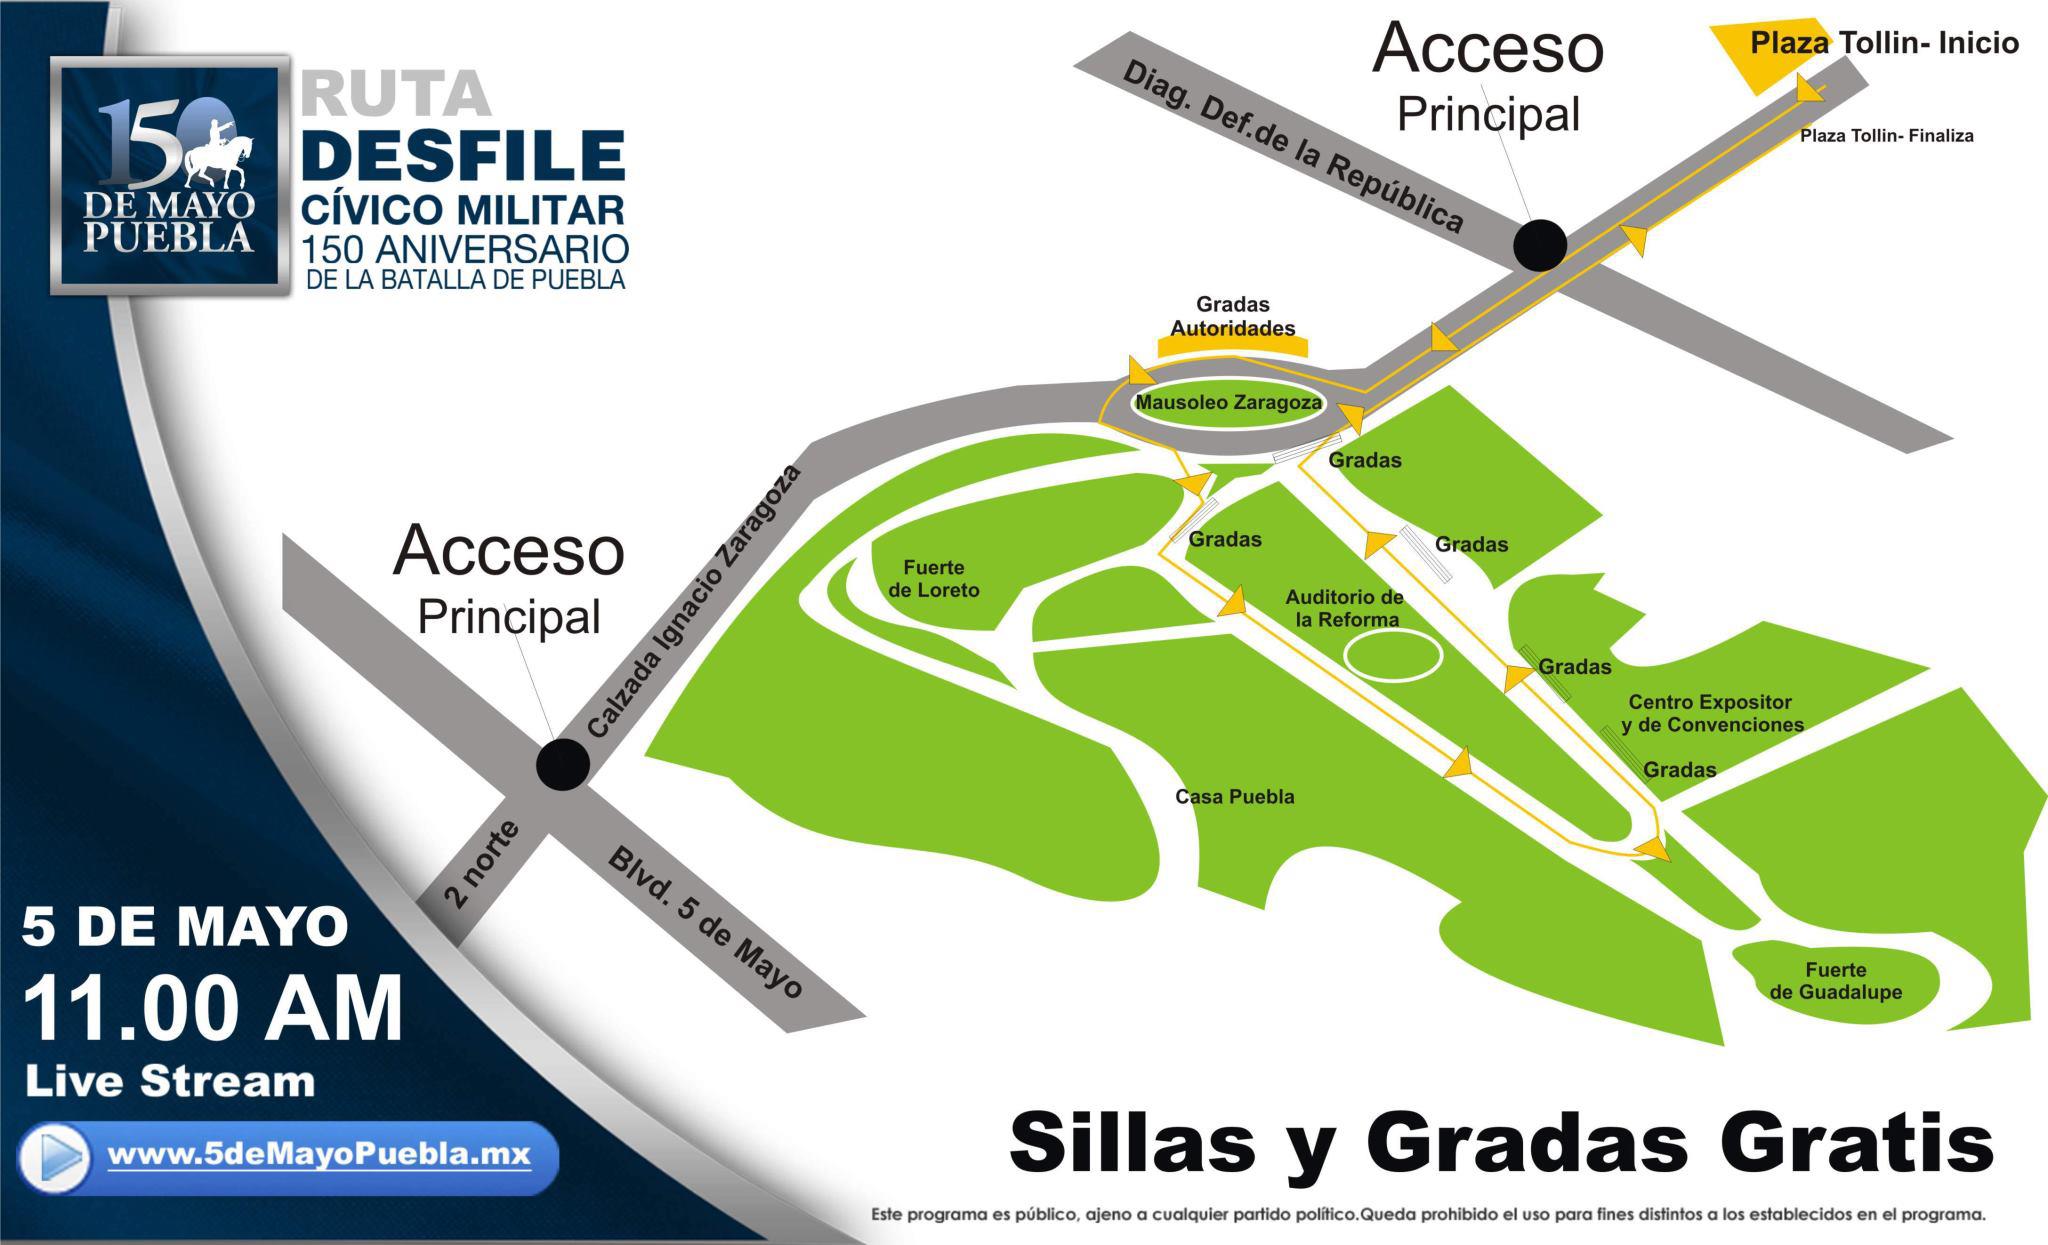 150
DE MAYO
PUEBLA
RUTA
DESFILE
CÍVICO MILITAR
150 ANIVERSARIO
DE LA BATALLA DE PUEBLA
Acceso
Principal
Plaza Tollin- Inicio
Plaza Tollin- Finaliza
Diag. Def.de la República
Gradas
Autoridades
Mausoleo Zaragoza
Gradas
Gradas
Gradas
Fuerte
de Loreto
Auditorio de
la Reforma
Gradas
Centro Expositor
y de Convenciones
Gradas
Casa Puebla
Fuerte
de Guadalupe
Acceso
Principal
Calzada Ignacio Zaragoza
2 norte
Blvd. 5 de Mayo
5 DE MAYO
11.00 AM
Live Stream
www.5deMayoPuebla.mx
Sillas y Gradas Gratis
Este programa es público, ajeno a cualquier partido político.Queda prohibido el uso para fines distintos a los establecidos en el programa.